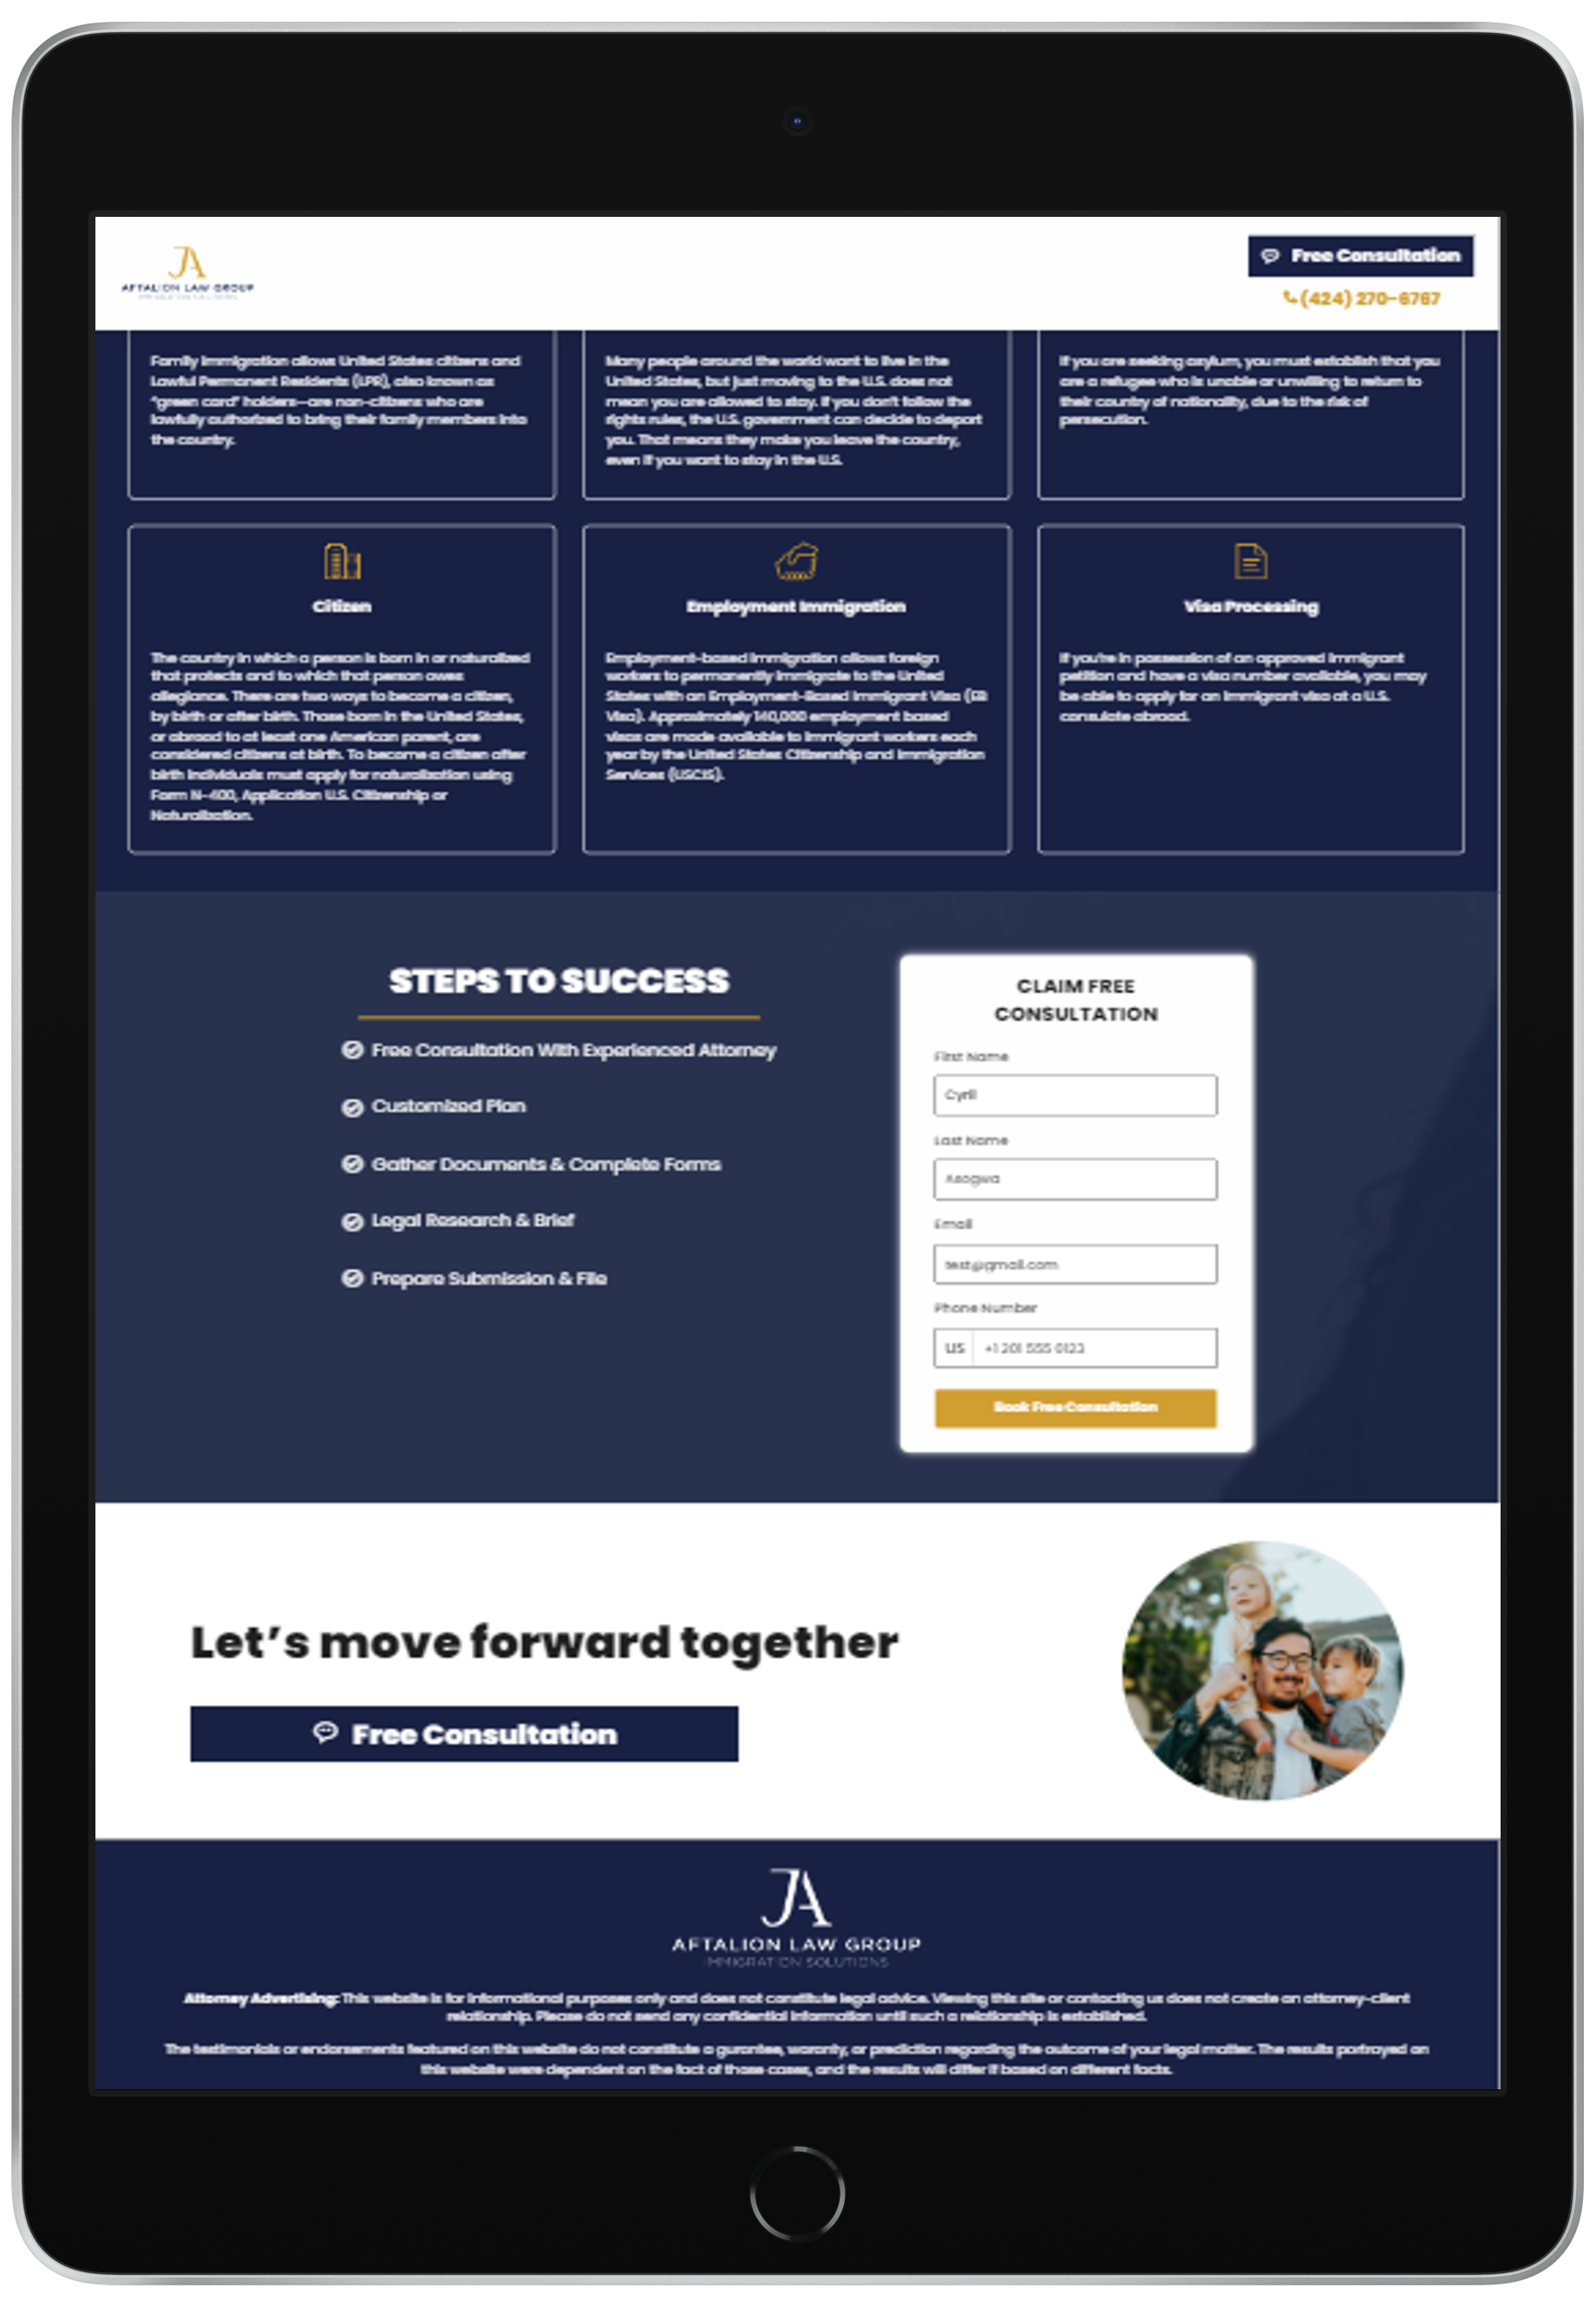 JA
AFTALION LAW GROUP
IMMIGRATION SOLUTIONS
Free Consultation
(424) 270-6767
Family Immigration allows United States citizens and
Lawful Permanent Residents (LPR), also known as
"green card" holders—are non-citizens who are
lawfully authorized to bring their family members into
the country.
Many people around the world want to live in the
United States, but just moving to the U.S. does not
mean you are allowed to stay. If you don't follow the
rights rules, the U.S. government can decide to deport
you. That means they make you leave the country,
even if you want to stay in the U.S.
If you are seeking asylum, you must establish that you
are a refugee who is unable or unwilling to return to
their country of nationality, due to the risk of
persecution.
Citizen
The country in which a person is born in or naturalized
that protects and to which that person owes
allegiance. There are two ways to become a citizen,
by birth or after birth. Those born in the United States,
or abroad to at least one American parent, are
considered citizens at birth. To become a citizen after
birth individuals must apply for naturalization using
Form N-400, Application U.S. Citizenship or
Naturalization.
Employment Immigration
Employment-based immigration allows foreign
workers to permanently immigrate to the United
States with an Employment-Based Immigrant Visa (EB
Visa). Approximately 140,000 employment based
visas are made available to immigrant workers each
year by the United States Citizenship and Immigration
Services (USCIS).
Visa Processing
If you're in possession of an approved immigrant
petition and have a visa number available, you may
be able to apply for an immigrant visa at a U.S.
consulate abroad.
STEPS TO SUCCESS
Free Consultation With Experienced Attorney
Customized Plan
Gather Documents & Complete Forms
Legal Research & Brief
Prepare Submission & File
CLAIM FREE
CONSULTATION
First Name
Cyril
Last Name
Asogwa
Email
test@gmail.com
Phone Number
US +1 201 555 0123
Book Free Consultation
Let's move forward together
Free Consultation
JA
AFTALION LAW GROUP
IMMIGRATION SOLUTIONS
Attorney Advertising: This website is for informational purposes only and does not constitute legal advice. Viewing this site or contacting us does not create an attorney-client
relationship. Please do not send any confidential information until such a relationship is established.
The testimonials or endorsements featured on this website do not constitute a gurantee, waranty, or prediction regarding the outcome of your legal matter. The results portrayed on
this website were dependent on the fact of those cases, and the results will differ if based on different facts.